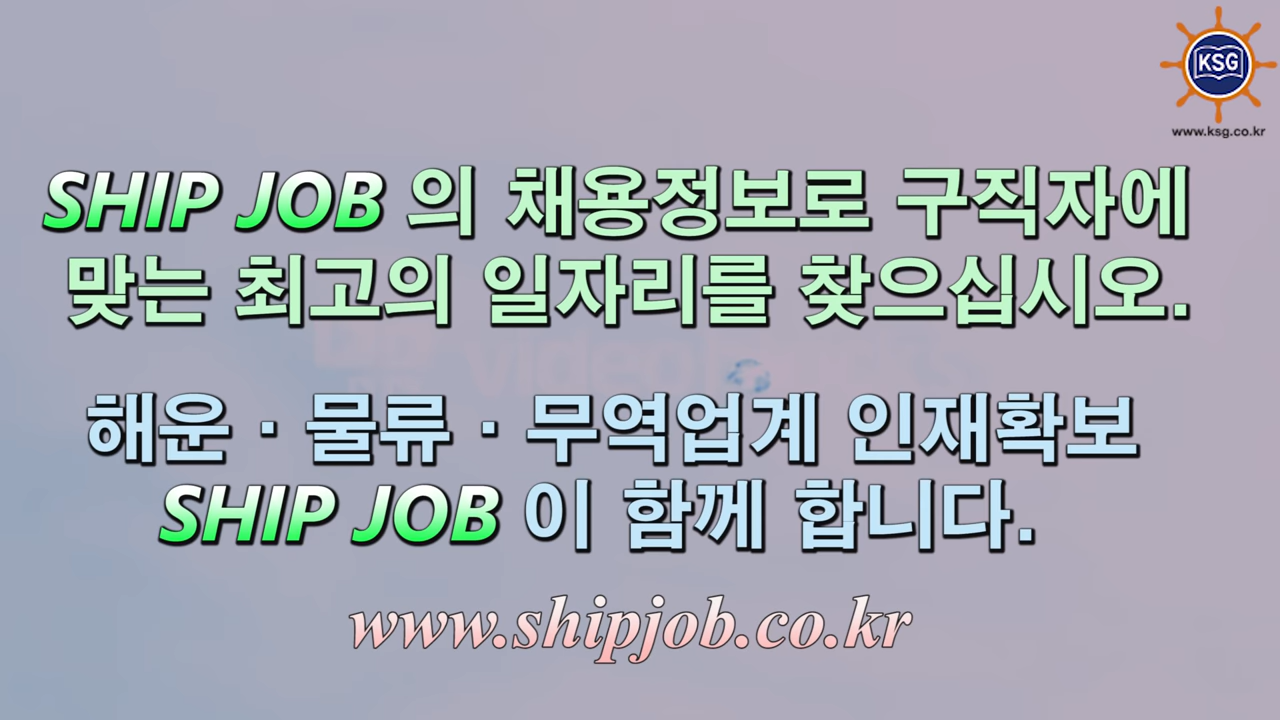 KSG
www.ksg.co.kr
SHIP JOB 의 채용정보로 구직자에
맞는 최고의 일자리를 찾으십시오.
해운 · 물류 · 무역업계 인재확보
SHIP JOB 이 함께 합니다.
www.shipjob.co.kr